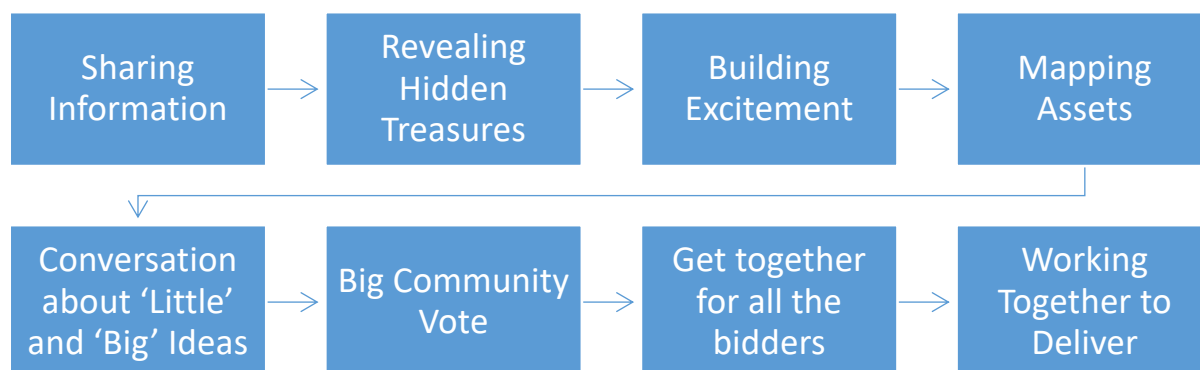 Sharing
Information
Revealing
Hidden
Treasures
Building
Excitement
Mapping
Assets
Conversation
about ‘Little’
and ‘Big’ Ideas
Big Community
Vote
Get together
for all the
bidders
Working
Together to
Deliver